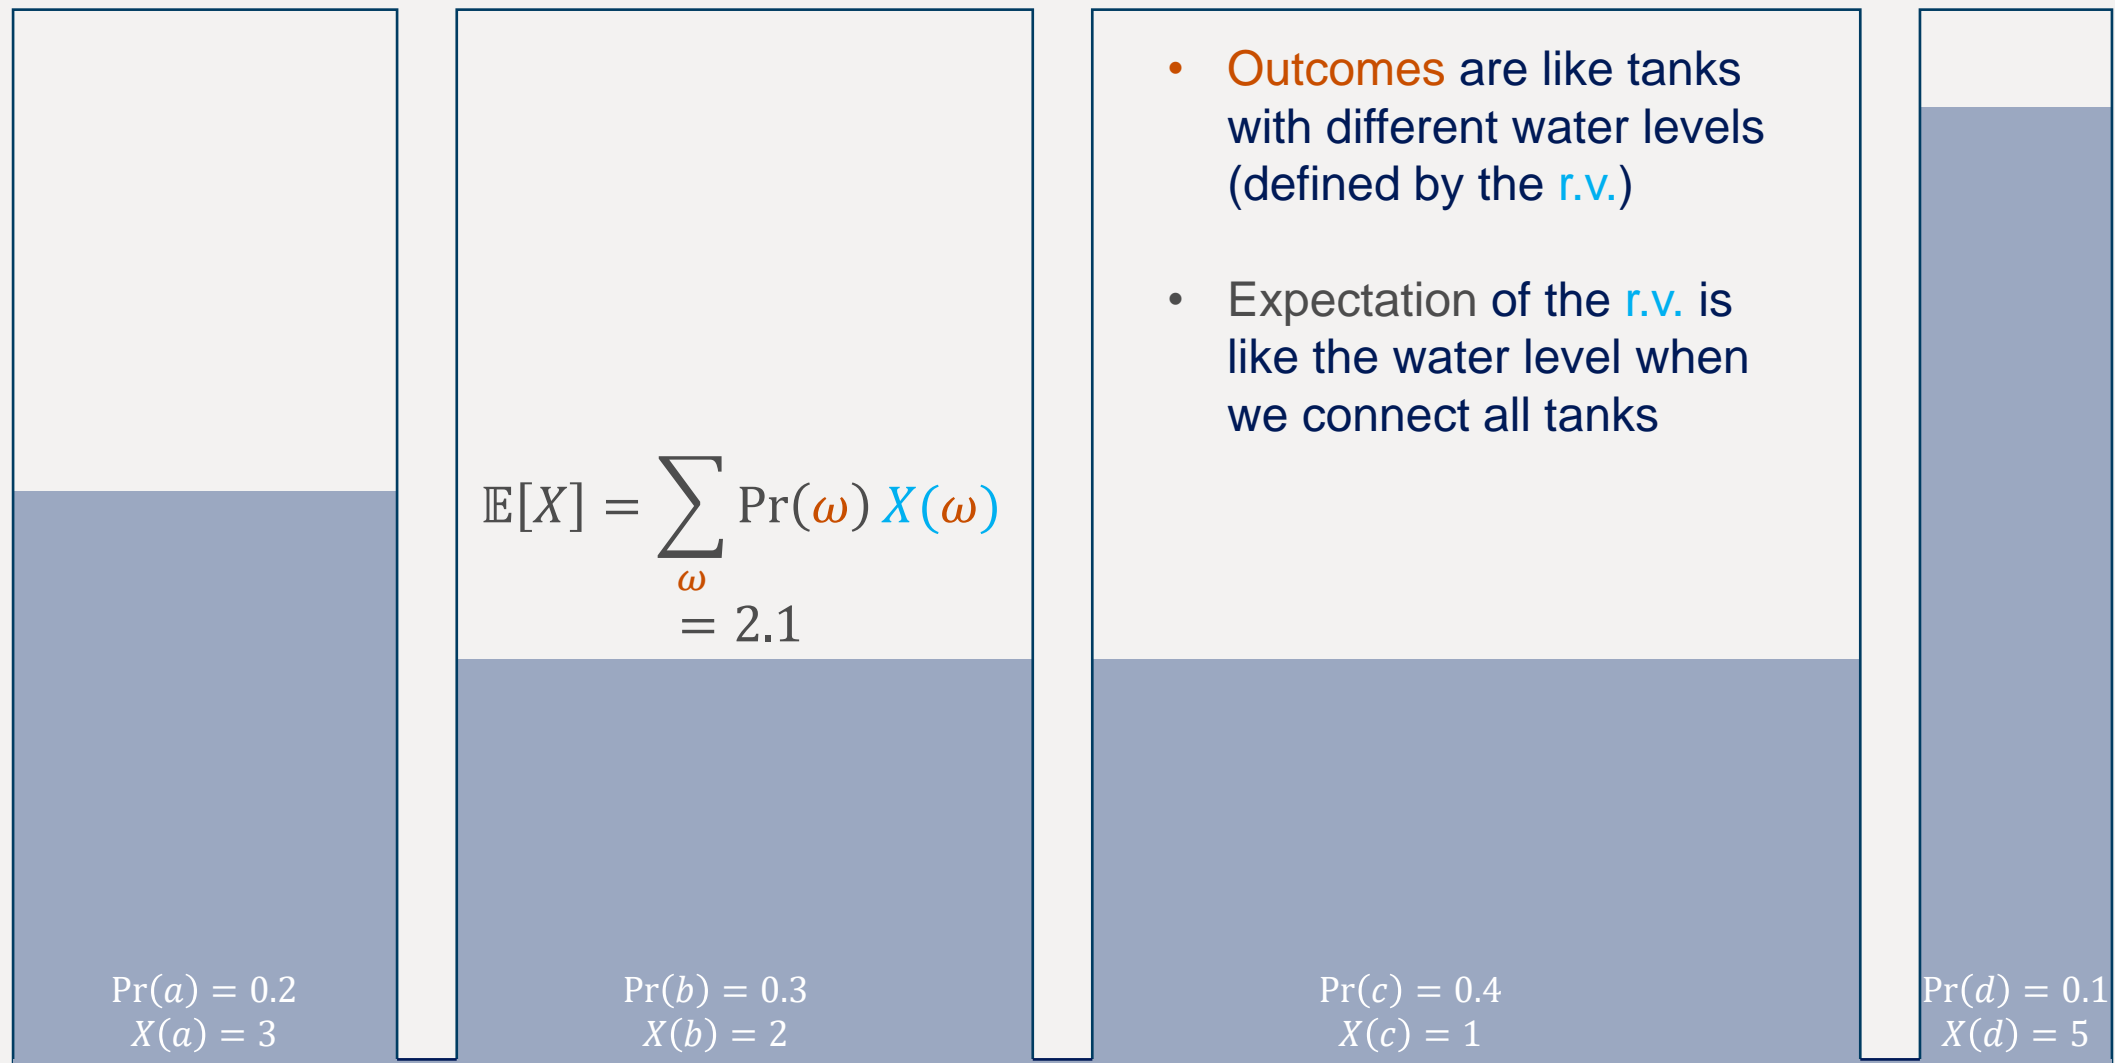 • Outcomes are like tanks
with different water levels
(defined by the r.v.)
• Expectation of the r.v. is
like the water level when
we connect all tanks
𝔼[X] = ∑ Pr(ω) X(ω)
ω
= 2.1
Pr(a) = 0.2
X(a) = 3
Pr(b) = 0.3
X(b) = 2
Pr(c) = 0.4
X(c) = 1
Pr(d) = 0.1
X(d) = 5